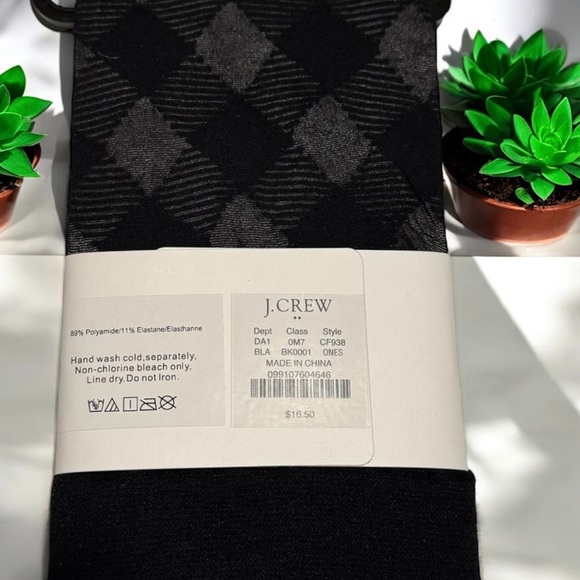 89% Polyamide/11% Elastane/Elasthanne
Hand wash cold,separately,
Non-chlorine bleach only,
Line dry.Do not Iron.
J.CREW
Dept Class Style
DA1 0M7 CF938
BLA BK0001 0NES
MADE IN CHINA
099107604646
$16.50